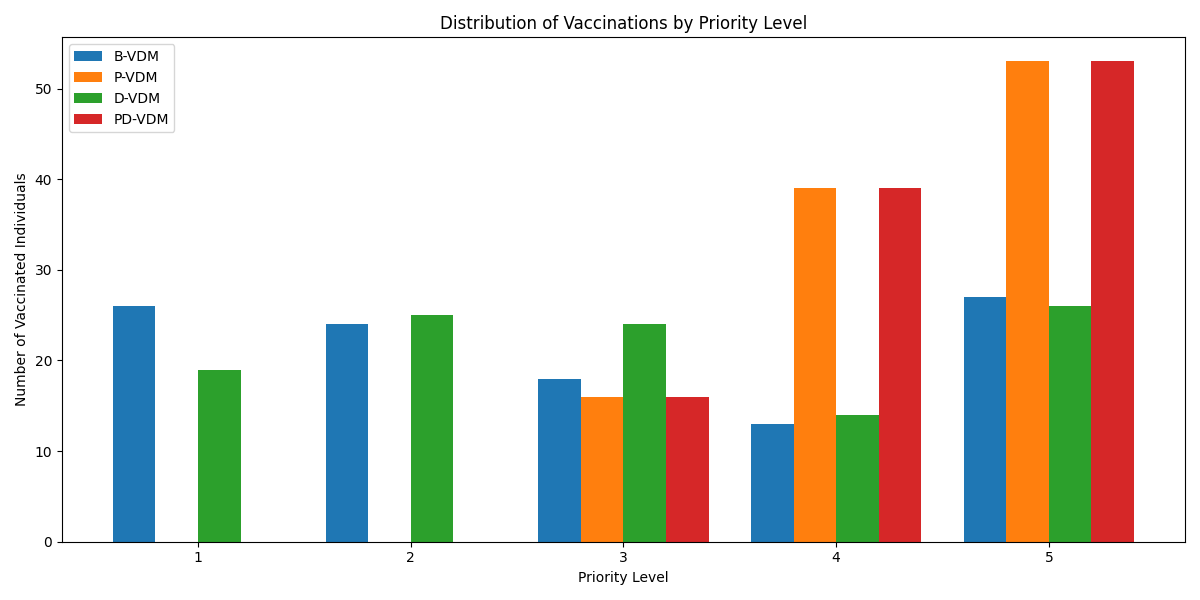 Distribution of Vaccinations by Priority Level
B-VDM
P-VDM
D-VDM
PD-VDM
Number of Vaccinated Individuals
50
40
30
20
10
0
1 2 3 4 5
Priority Level